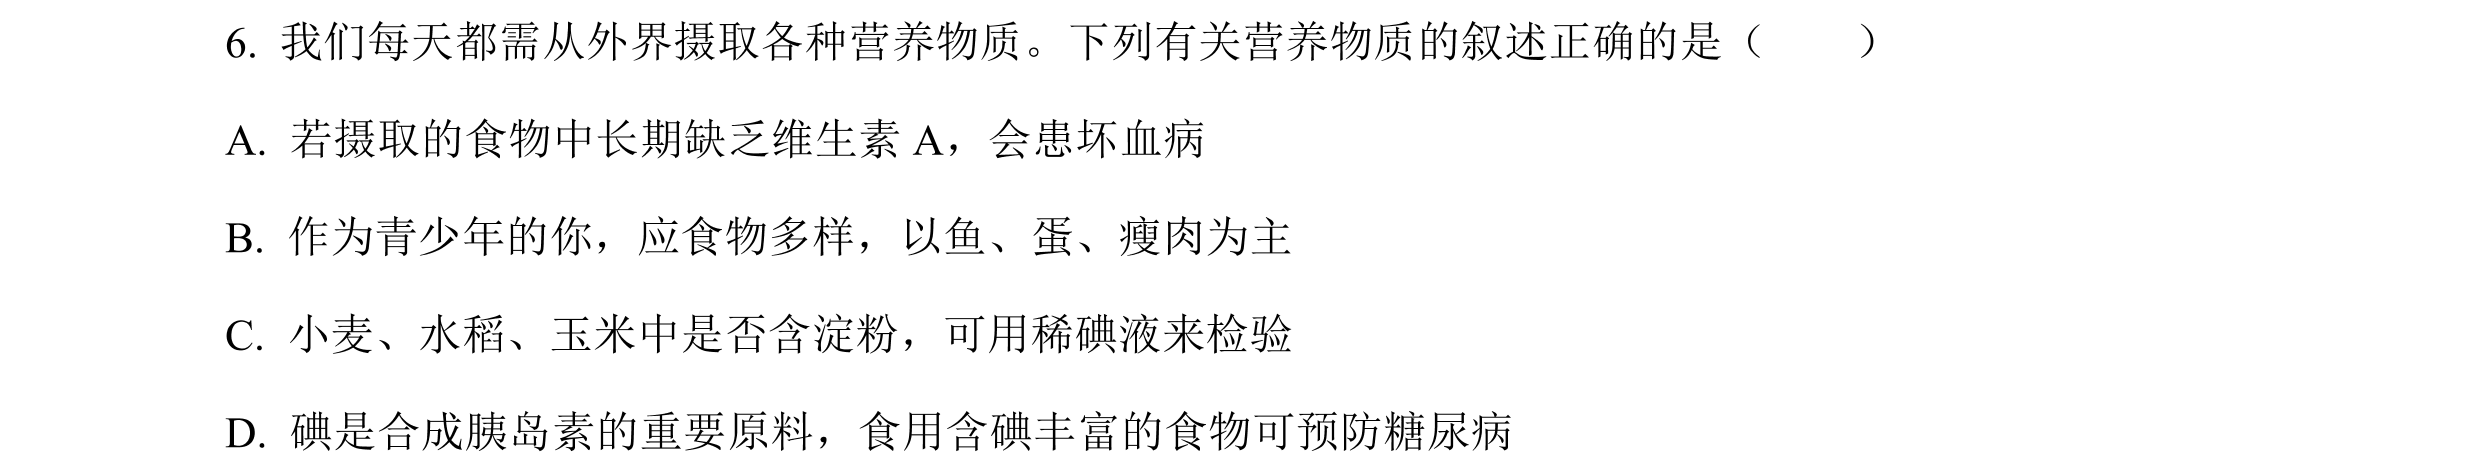 6. 我们每天都需从外界摄取各种营养物质。下列有关营养物质的叙述正确的是（　　）
A. 若摄取的食物中长期缺乏维生素 A，会患坏血病
B. 作为青少年的你，应食物多样，以鱼、蛋、瘦肉为主
C. 小麦、水稻、玉米中是否含淀粉，可用稀碘液来检验
D. 碘是合成胰岛素的重要原料，食用含碘丰富的食物可预防糖尿病